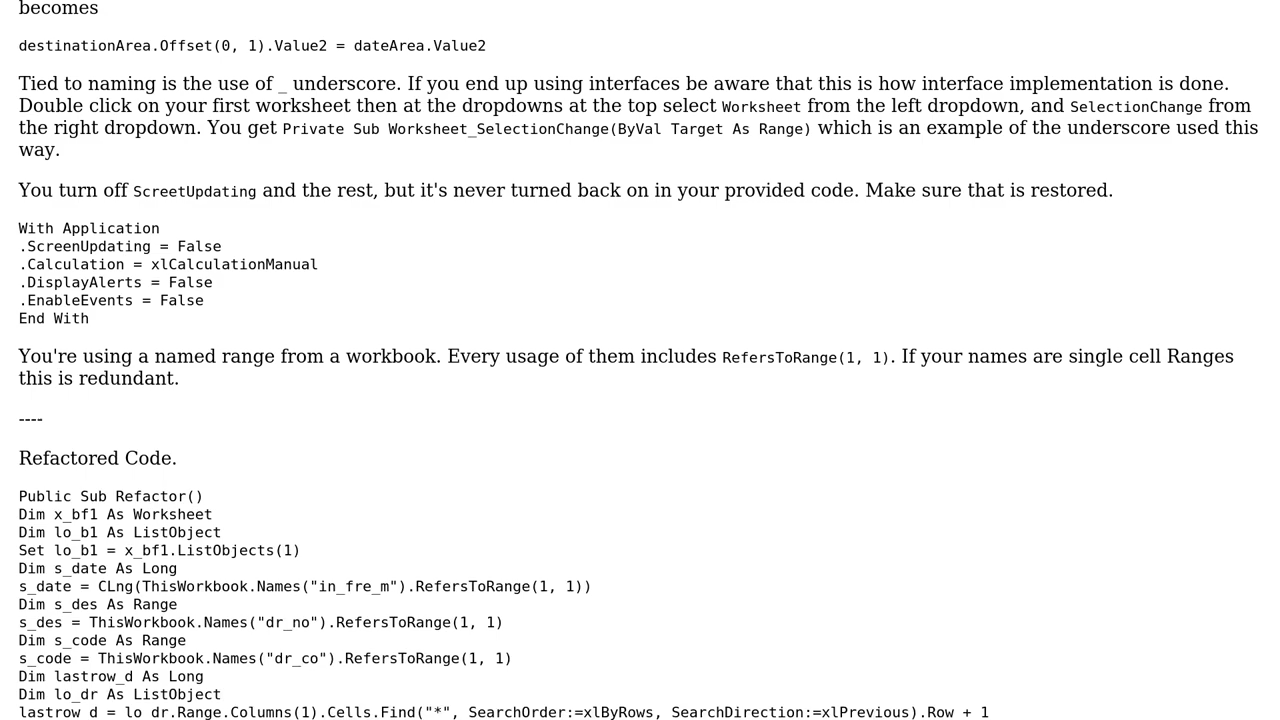 becomes
destinationArea.Offset(0, 1).Value2 = dateArea.Value2
Tied to naming is the use of _ underscore. If you end up using interfaces be aware that this is how interface implementation is done.
Double click on your first worksheet then at the dropdowns at the top select Worksheet from the left dropdown, and SelectionChange from
the right dropdown. You get Private Sub Worksheet_SelectionChange(ByVal Target As Range) which is an example of the underscore used this
way.
You turn off ScreetUpdating and the rest, but it's never turned back on in your provided code. Make sure that is restored.
With Application
.ScreenUpdating = False
.Calculation = xlCalculationManual
.DisplayAlerts = False
.EnableEvents = False
End With
You're using a named range from a workbook. Every usage of them includes RefersToRange(1, 1). If your names are single cell Ranges
this is redundant.
----
Refactored Code.
Public Sub Refactor()
Dim x_bf1 As Worksheet
Dim lo_b1 As ListObject
Set lo_b1 = x_bf1.ListObjects(1)
Dim s_date As Long
s_date = CLng(ThisWorkbook.Names("in_fre_m").RefersToRange(1, 1))
Dim s_des As Range
s_des = ThisWorkbook.Names("dr_no").RefersToRange(1, 1)
Dim s_code As Range
s_code = ThisWorkbook.Names("dr_co").RefersToRange(1, 1)
Dim lastrow_d As Long
Dim lo_dr As ListObject
lastrow_d = lo_dr.Range.Columns(1).Cells.Find("*", SearchOrder:=xlByRows, SearchDirection:=xlPrevious).Row + 1